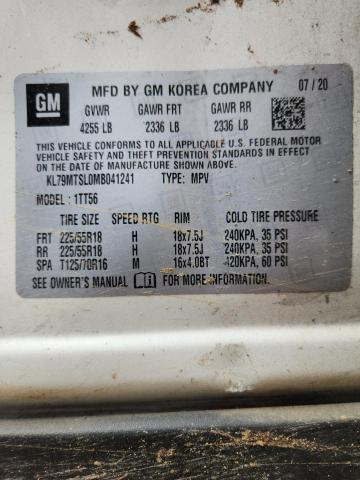 GM
MFD BY GM KOREA COMPANY 07/20
GVWR GAWR FRT GAWR RR
4255 LB 2336 LB 2336 LB
THIS VEHICLE CONFORMS TO ALL APPLICABLE U.S. FEDERAL MOTOR
VEHICLE SAFETY, BUMPER, AND THEFT PREVENTION STANDARDS
IN EFFECT ON THE DATE OF MANUFACTURE SHOWN ABOVE.
KL79MTSL0MB041241 TYPE: MPV
MODEL : 1TT56
TIRE SIZE SPEED RTG RIM COLD TIRE PRESSURE
FRT 225/55R18 H 18x7.5J 240KPA, 35 PSI
RR 225/55R18 H 18x7.5J 240KPA, 35 PSI
SPA T125/70R16 M 16x4.0BT 420KPA, 60 PSI
SEE OWNER'S MANUAL FOR MORE INFORMATION.